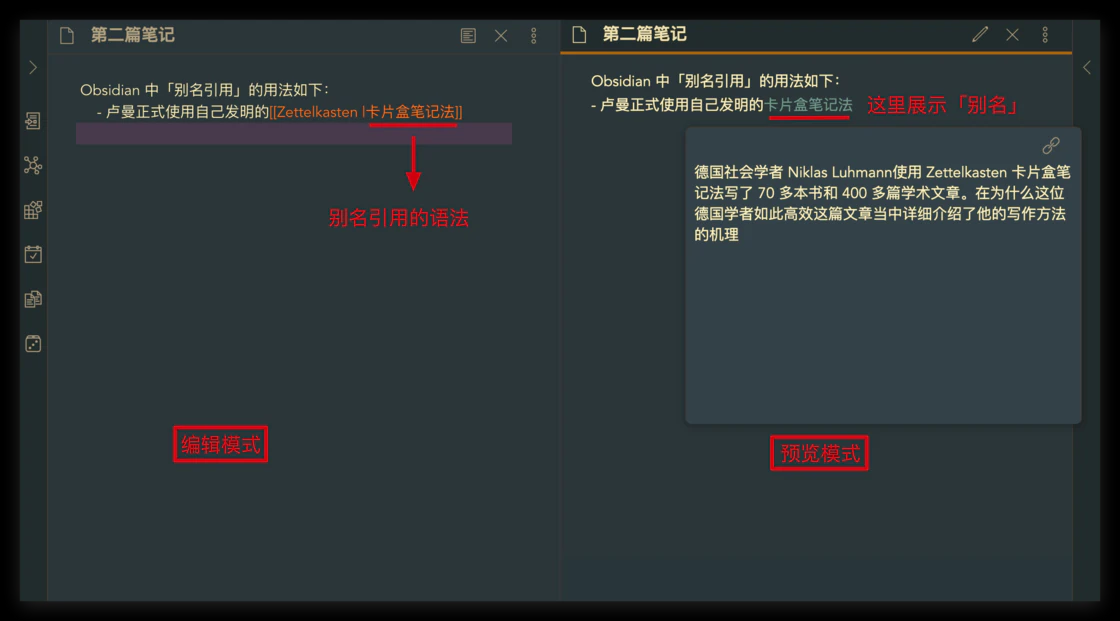 第二篇笔记
Obsidian 中「别名引用」的用法如下：
- 卢曼正式使用自己发明的[[Zettelkasten |卡片盒笔记法]]
别名引用的语法
编辑模式
第二篇笔记
Obsidian 中「别名引用」的用法如下：
- 卢曼正式使用自己发明的卡片盒笔记法
这里展示「别名」
德国社会学者 Niklas Luhmann使用 Zettelkasten 卡片盒笔
记法写了 70 多本书和 400 多篇学术文章。在为什么这位
德国学者如此高效这篇文章当中详细介绍了他的写作方法
的机理
预览模式